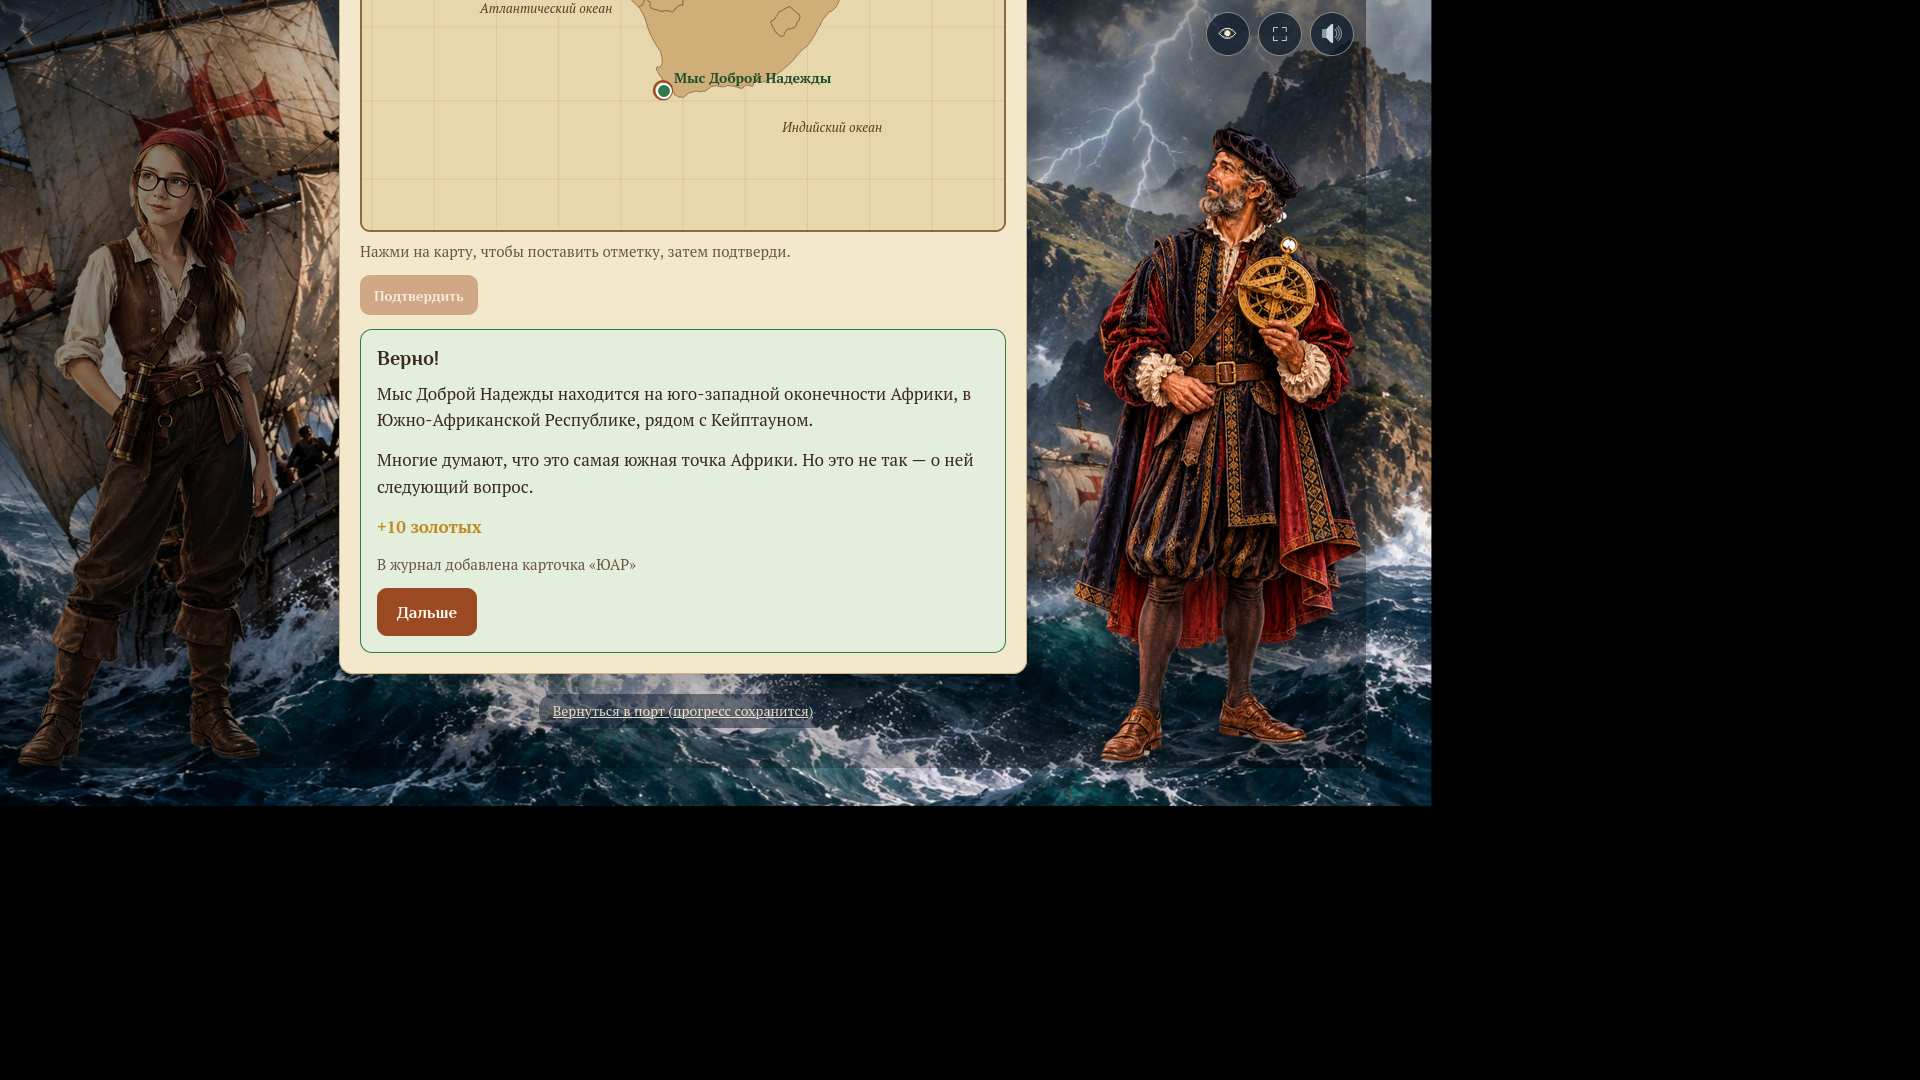 Атлантический океан
Мыс Доброй Надежды
Индийский океан
Нажми на карту, чтобы поставить отметку, затем подтверди.
Подтвердить
Верно!
Мыс Доброй Надежды находится на юго-западной оконечности Африки, в
Южно-Африканской Республике, рядом с Кейптауном.
Многие думают, что это самая южная точка Африки. Но это не так — о ней
следующий вопрос.
+10 золотых
В журнал добавлена карточка «ЮАР»
Дальше
Вернуться в порт (прогресс сохранится)